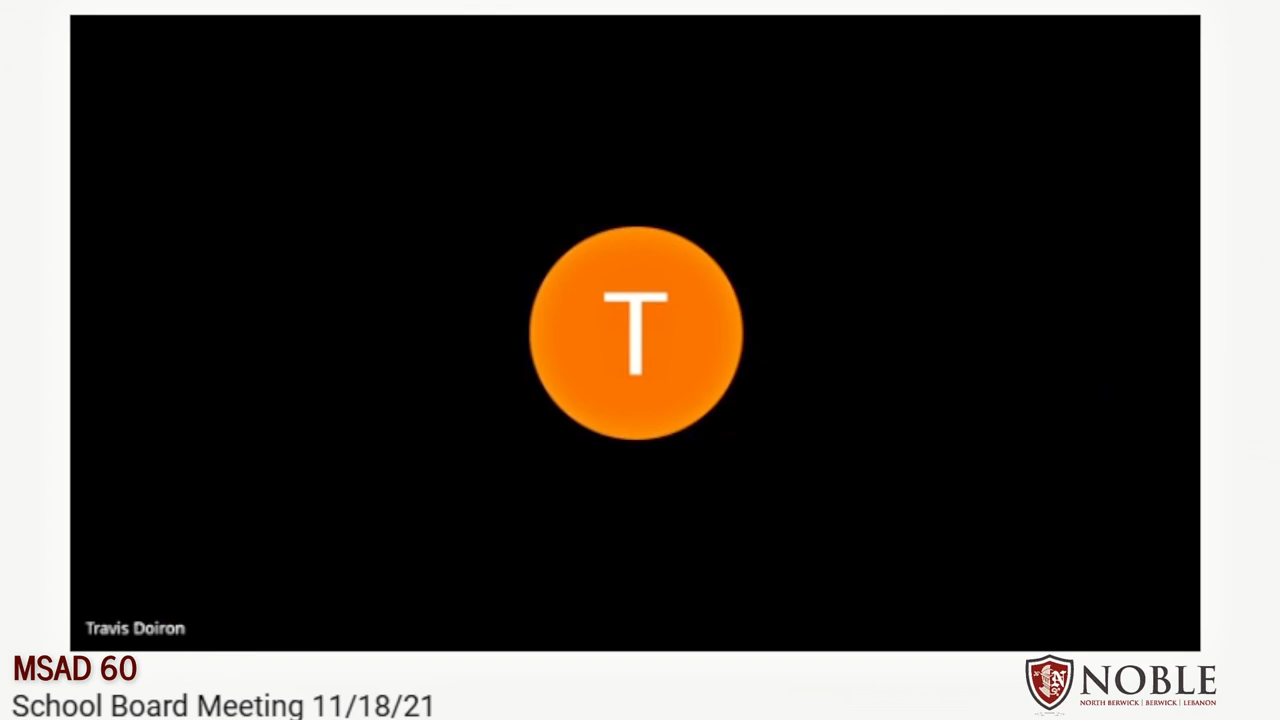 T
Travis Doiron
MSAD 60
School Board Meeting 11/18/21
NOBLE
NORTH BERWICK | BERWICK | LEBANON